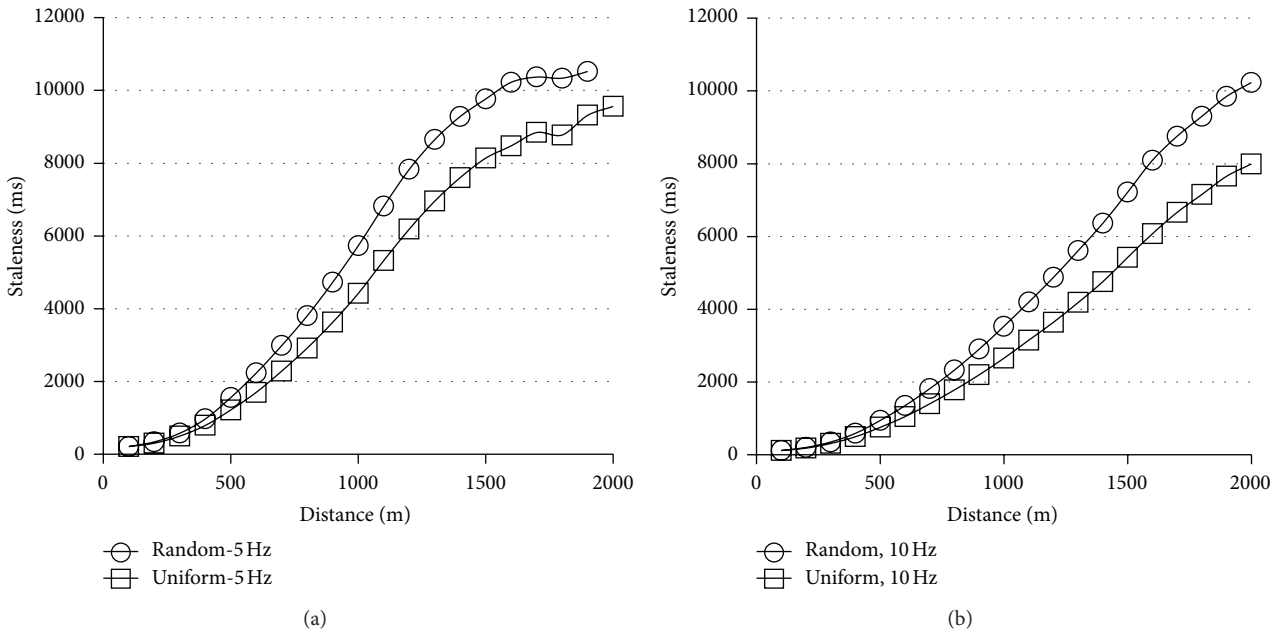 12000
10000
8000
6000
4000
2000
0
Staleness (ms)
0 500 1000 1500 2000
Distance (m)
Random-5 Hz
Uniform-5 Hz
(a)
12000
10000
8000
6000
4000
2000
0
Staleness (ms)
0 500 1000 1500 2000
Distance (m)
Random, 10 Hz
Uniform, 10 Hz
(b)